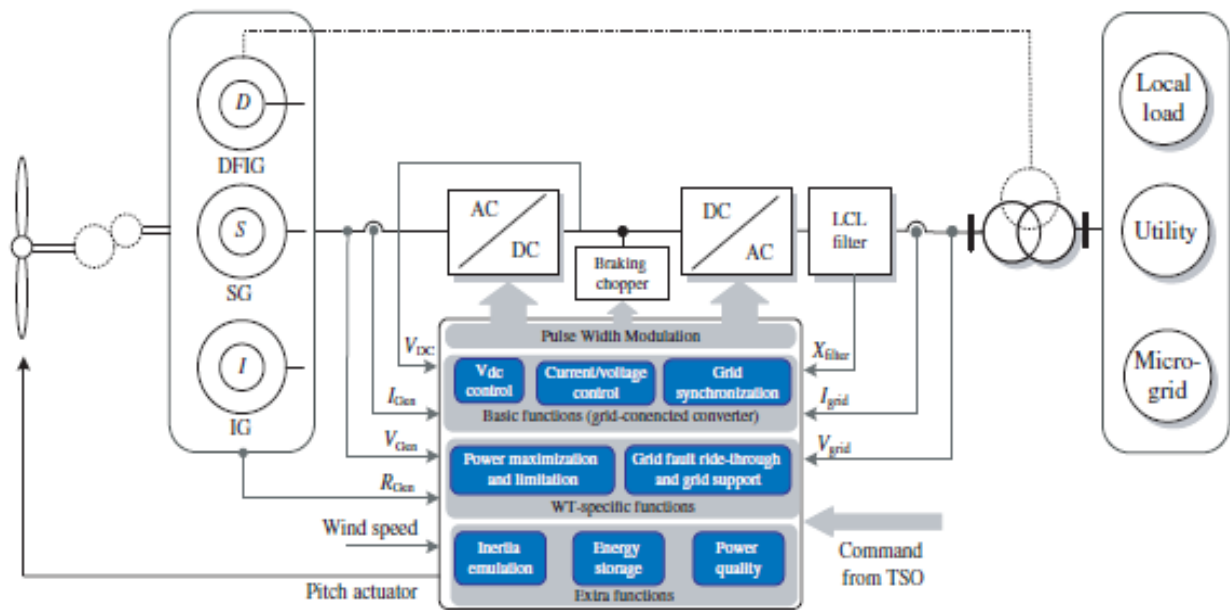 D
DFIG
S
SG
I
IG
AC
DC
Braking
chopper
DC
AC
LCL
filter
Local
load
Utility
Micro-
grid
Pulse Width Modulation
Vdc
control
Current/voltage
control
Grid
synchronization
Basic functions (grid-conencted converter)
Power maximization
and limitation
Grid fault ride-through
and grid support
WT-specific functions
Inertia
emulation
Energy
storage
Power
quality
Extra functions
VDC
IGen
VGen
RGen
Wind speed
Pitch actuator
Xfilter
Igrid
Vgrid
Command
from TSO